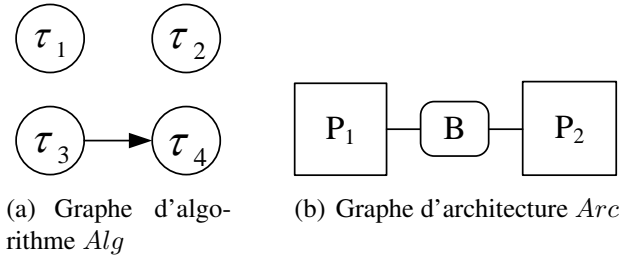 τ1 τ2
τ3 τ4
P1 B P2
(a) Graphe d'algo-
rithme Alg
(b) Graphe d'architecture Arc